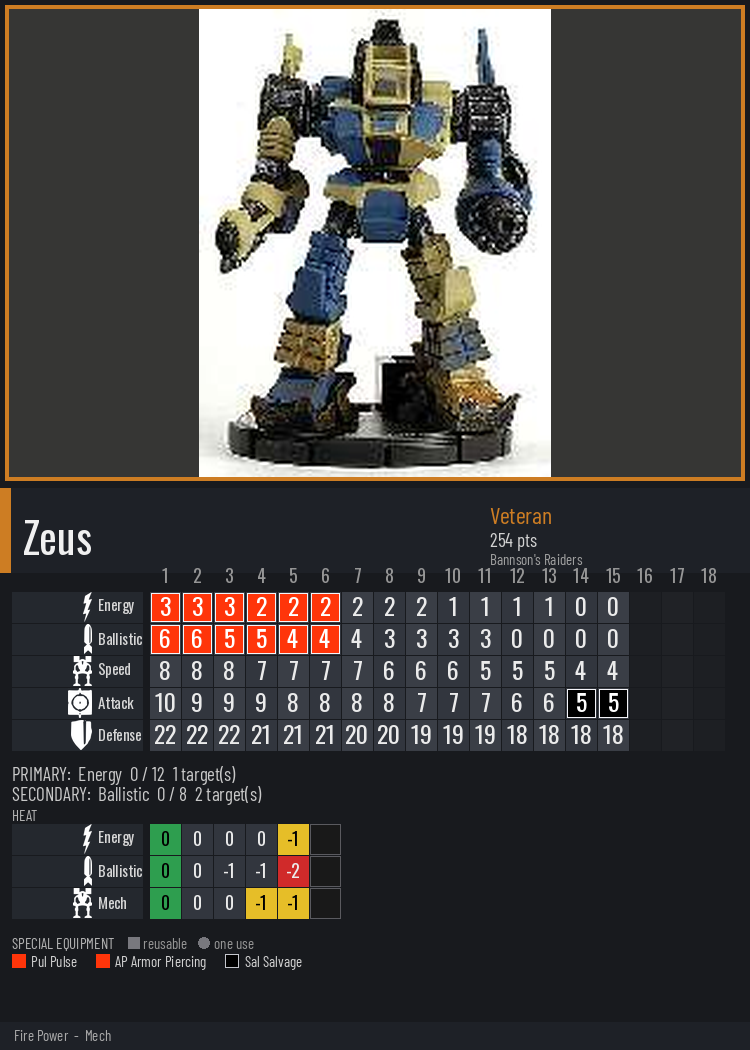 Zeus
Veteran
254 pts
Bannson's Raiders
1 2 3 4 5 6 7 8 9 10 11 12 13 14 15 16 17 18
Energy 3 3 3 2 2 2 2 2 2 1 1 1 1 0 0
Ballistic 6 6 5 5 4 4 4 3 3 3 3 0 0 0 0
Speed 8 8 8 7 7 7 7 6 6 6 5 5 5 4 4
Attack 10 9 9 9 8 8 8 8 7 7 7 6 6 5 5
Defense 22 22 22 21 21 21 20 20 19 19 19 18 18 18 18
PRIMARY: Energy 0 / 12 1 target(s)
SECONDARY: Ballistic 0 / 8 2 target(s)
HEAT
Energy 0 0 0 0 -1
Ballistic 0 0 -1 -1 -2
Mech 0 0 0 -1 -1
SPECIAL EQUIPMENT reusable one use
Pul Pulse AP Armor Piercing Sal Salvage
Fire Power - Mech